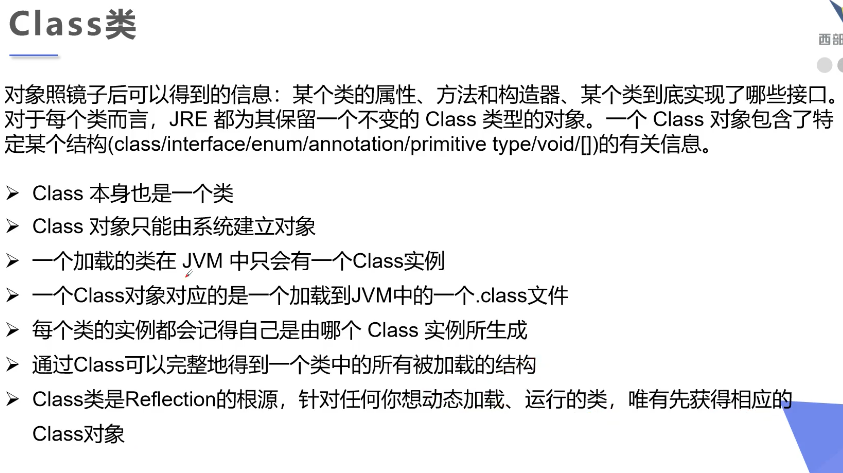 Class类
西部
对象照镜子后可以得到的信息：某个类的属性、方法和构造器、某个类到底实现了哪些接口。
对于每个类而言，JRE 都为其保留一个不变的 Class 类型的对象。一个 Class 对象包含了特
定某个结构(class/interface/enum/annotation/primitive type/void/[])的有关信息。
➢ Class 本身也是一个类
➢ Class 对象只能由系统建立对象
➢ 一个加载的类在 JVM 中只会有一个Class实例
➢ 一个Class对象对应的是一个加载到JVM中的一个.class文件
➢ 每个类的实例都会记得自己是由哪个 Class 实例所生成
➢ 通过Class可以完整地得到一个类中的所有被加载的结构
➢ Class类是Reflection的根源，针对任何你想动态加载、运行的类，唯有先获得相应的
Class对象